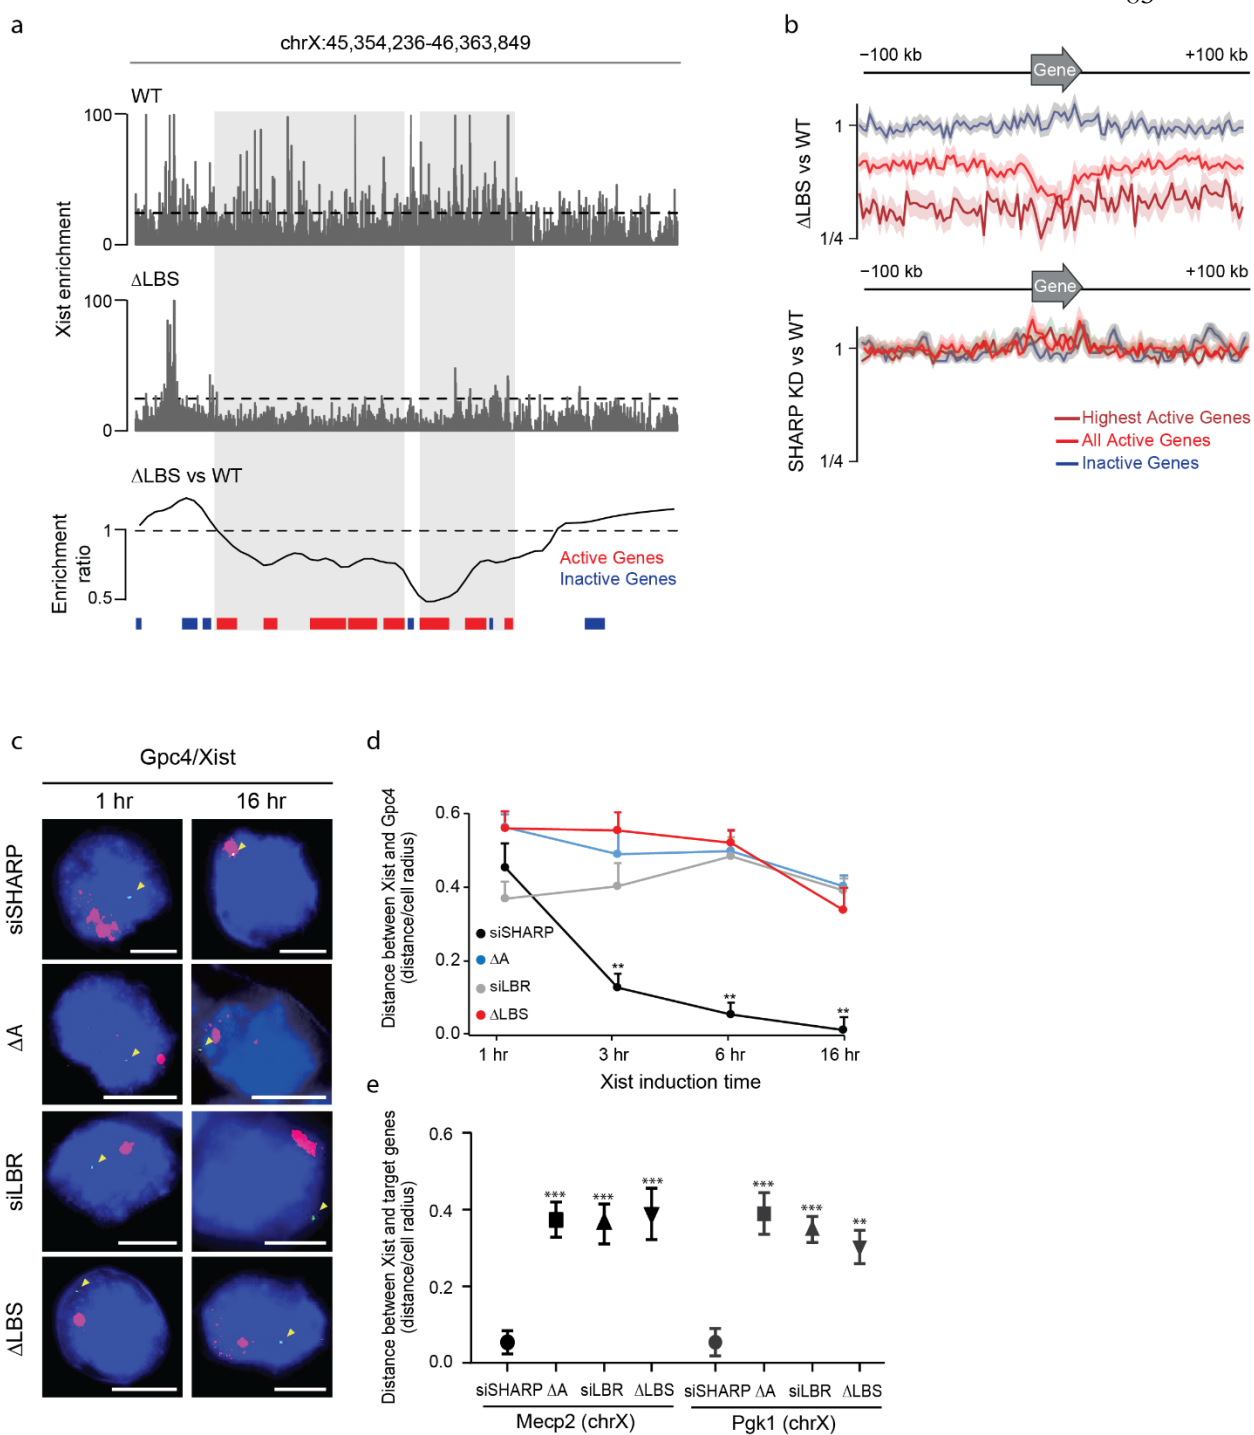 a
chrX:45,354,236-46,363,849
WT
100
0
Xist enrichment
ΔLBS
100
0
ΔLBS vs WT
Enrichment
ratio
1
0.5
Active Genes
Inactive Genes
b
−100 kb
+100 kb
Gene
ΔLBS vs WT
1
1/4
−100 kb
+100 kb
Gene
SHARP KD vs WT
1
1/4
Highest Active Genes
All Active Genes
Inactive Genes
c
Gpc4/Xist
1 hr
16 hr
siSHARP
ΔA
siLBR
ΔLBS
d
Distance between Xist and Gpc4
(distance/cell radius)
0.6
0.4
0.2
0.0
siSHARP
ΔA
siLBR
ΔLBS
**
**
**
1 hr
3 hr
6 hr
16 hr
Xist induction time
e
Distance between Xist and target genes
(distance/cell radius)
0.6
0.4
0.2
0.0
***
***
***
***
***
**
siSHARP ΔA siLBR ΔLBS
siSHARP ΔA siLBR ΔLBS
Mecp2 (chrX)
Pgk1 (chrX)